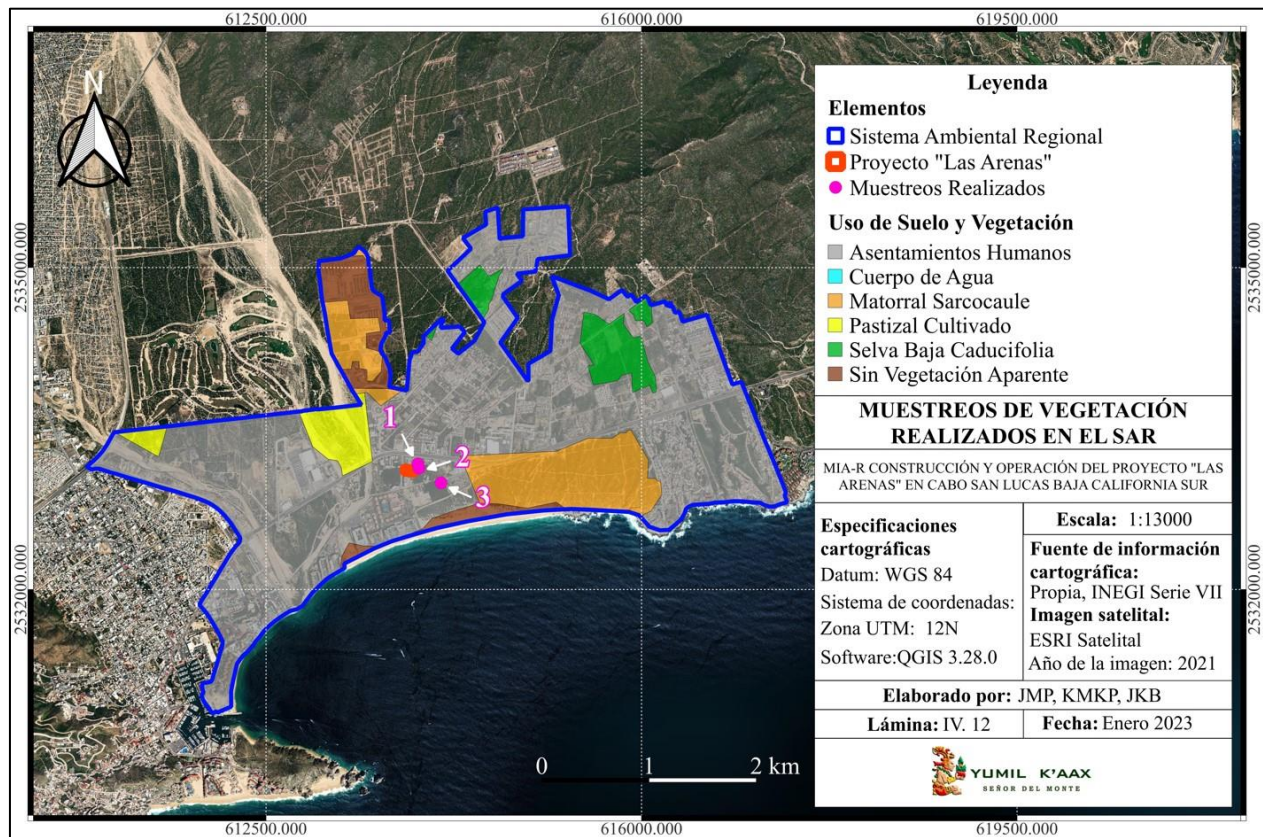 612500.000
616000.000
619500.000
N
2535000.000
2535000.000
2532000.000
2532000.000
1
2
3
0 1 2 km
Leyenda
Elementos
Sistema Ambiental Regional
Proyecto "Las Arenas"
Muestreos Realizados
Uso de Suelo y Vegetación
Asentamientos Humanos
Cuerpo de Agua
Matorral Sarcocaule
Pastizal Cultivado
Selva Baja Caducifolia
Sin Vegetación Aparente
MUESTREOS DE VEGETACIÓN
REALIZADOS EN EL SAR
MIA-R CONSTRUCCIÓN Y OPERACIÓN DEL PROYECTO "LAS
ARENAS" EN CABO SAN LUCAS BAJA CALIFORNIA SUR
Especificaciones
cartográficas
Datum: WGS 84
Sistema de coordenadas:
Zona UTM: 12N
Software:QGIS 3.28.0
Escala: 1:13000
Fuente de información
cartográfica:
Propia, INEGI Serie VII
Imagen satelital:
ESRI Satelital
Año de la imagen: 2021
Elaborado por: JMP, KMKP, JKB
Lámina: IV. 12
Fecha: Enero 2023
YUMIL K'AAX
SEÑOR DEL MONTE
612500.000
616000.000
619500.000